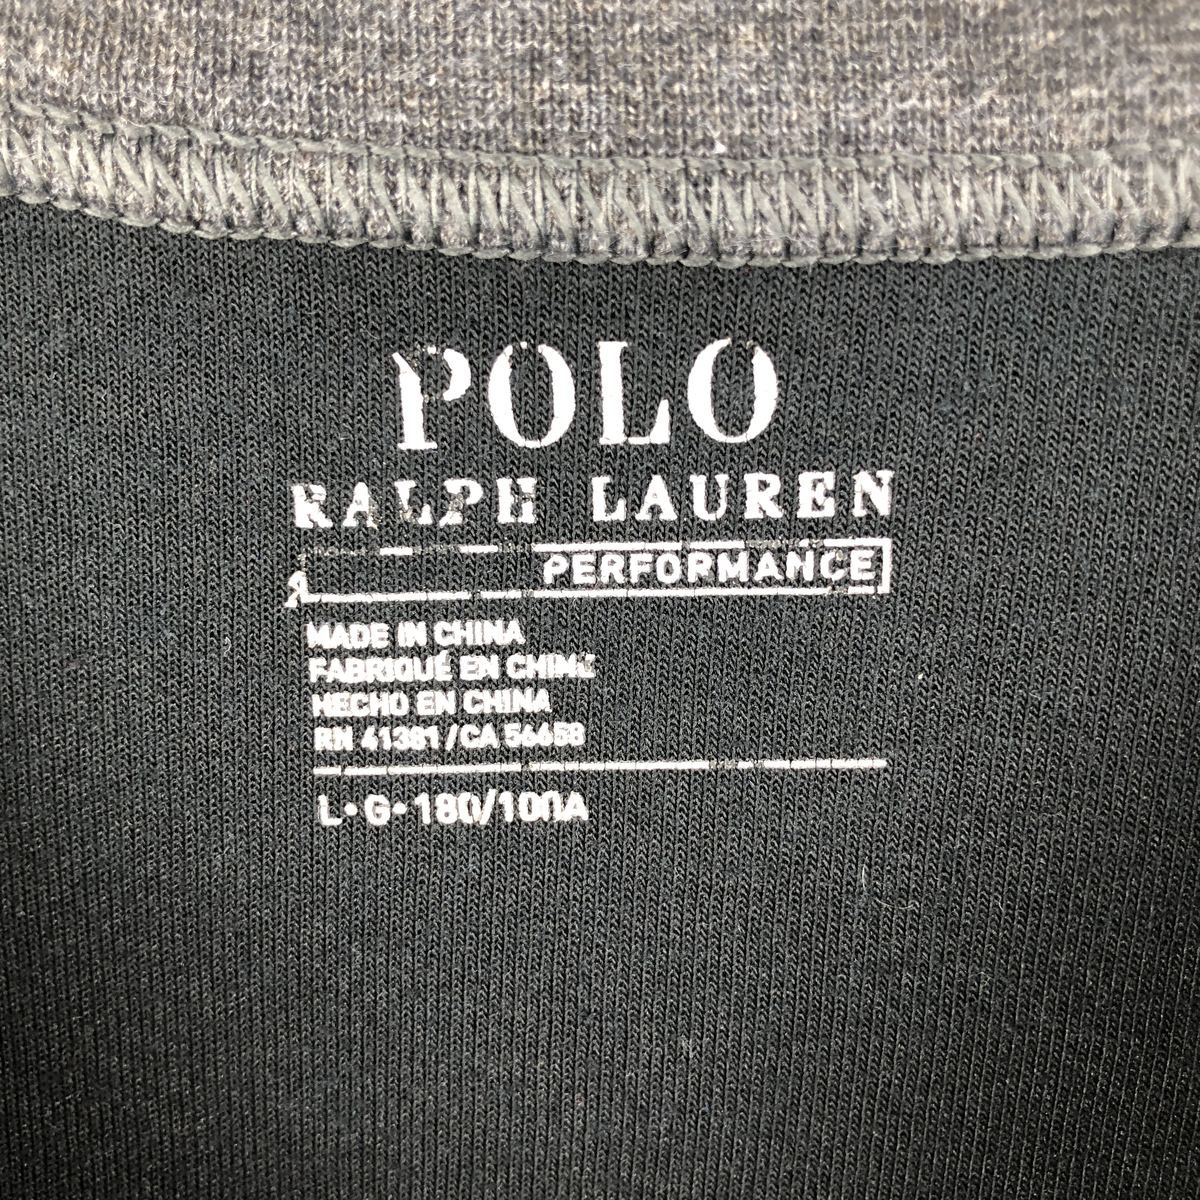 POLO
RALPH LAUREN
PERFORMANCE
MADE IN CHINA
FABRIQUÉ EN CHINE
HECHO EN CHINA
RN 41381/CA 56658
L•G•180/100A